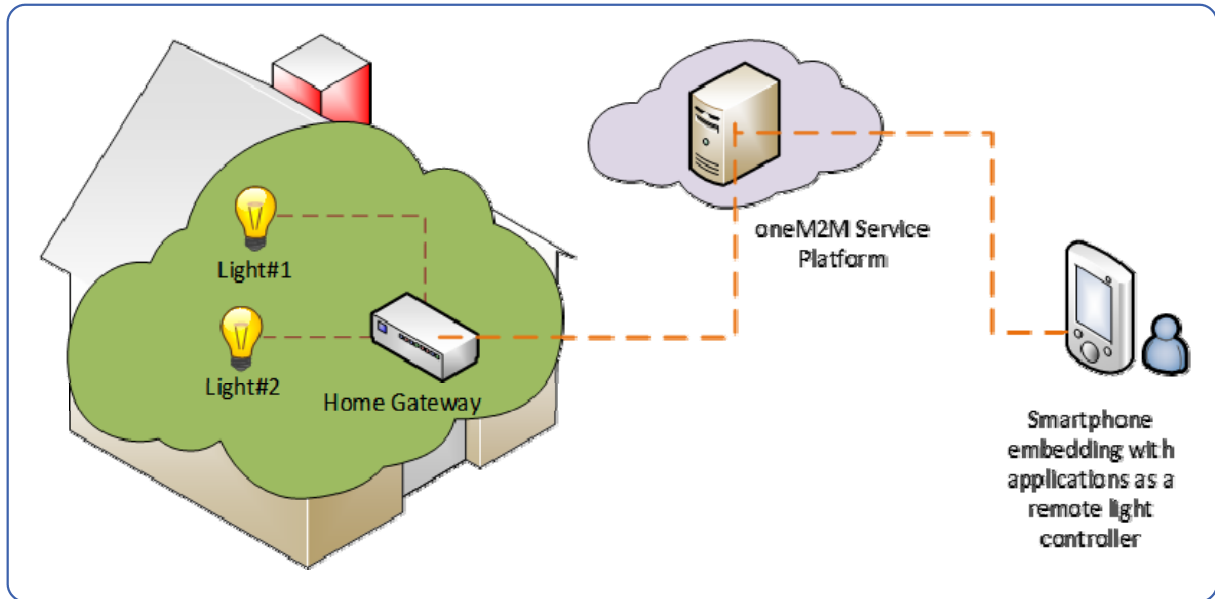 Light#1
Light#2
Home Gateway
oneM2M Service
Platform
Smartphone
embedding with
applications as a
remote light
controller